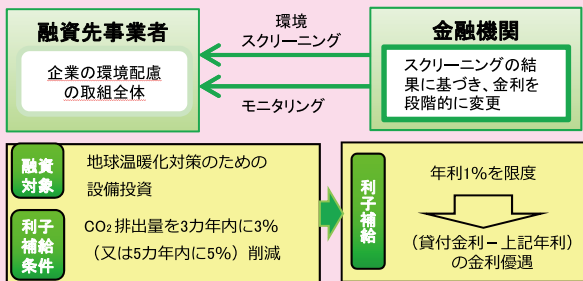 融資先事業者
企業の環境配慮
の取組全体
環境
スクリーニング
モニタリング
金融機関
スクリーニングの結
果に基づき、金利を
段階的に変更
融資
対象
地球温暖化対策のための
設備投資
利子
補給
条件
CO₂排出量を3カ年内に3%
（又は5カ年内に5%）削減
利子補給
年利1%を限度
（貸付金利－上記年利）
の金利優遇